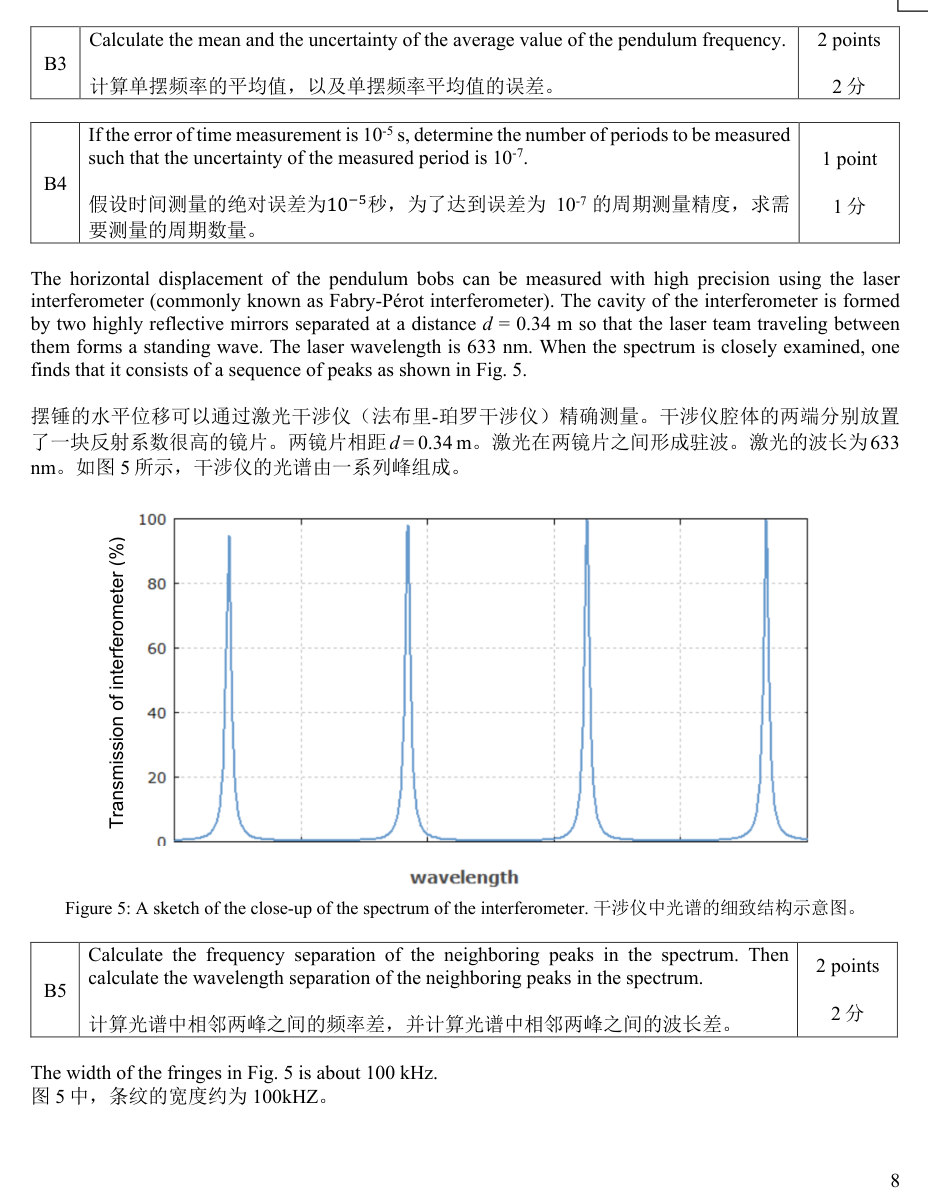 B3
Calculate the mean and the uncertainty of the average value of the pendulum frequency.
计算单摆频率的平均值，以及单摆频率平均值的误差。
2 points
2 分
B4
If the error of time measurement is 10-5 s, determine the number of periods to be measured
such that the uncertainty of the measured period is 10-7.
假设时间测量的绝对误差为10−5秒，为了达到误差为 10-7 的周期测量精度，求需
要测量的周期数量。
1 point
1 分
The horizontal displacement of the pendulum bobs can be measured with high precision using the laser
interferometer (commonly known as Fabry-Pérot interferometer). The cavity of the interferometer is formed
by two highly reflective mirrors separated at a distance d = 0.34 m so that the laser team traveling between
them forms a standing wave. The laser wavelength is 633 nm. When the spectrum is closely examined, one
finds that it consists of a sequence of peaks as shown in Fig. 5.
摆锤的水平位移可以通过激光干涉仪（法布里-珀罗干涉仪）精确测量。干涉仪腔体的两端分别放置
了一块反射系数很高的镜片。两镜片相距 d = 0.34 m。激光在两镜片之间形成驻波。激光的波长为 633
nm。如图 5 所示，干涉仪的光谱由一系列峰组成。
Transmission of interferometer (%)
100
80
60
40
20
0
wavelength
Figure 5: A sketch of the close-up of the spectrum of the interferometer. 干涉仪中光谱的细致结构示意图。
B5
Calculate the frequency separation of the neighboring peaks in the spectrum. Then
calculate the wavelength separation of the neighboring peaks in the spectrum.
计算光谱中相邻两峰之间的频率差，并计算光谱中相邻两峰之间的波长差。
2 points
2 分
The width of the fringes in Fig. 5 is about 100 kHz.
图 5 中，条纹的宽度约为 100kHZ。
8